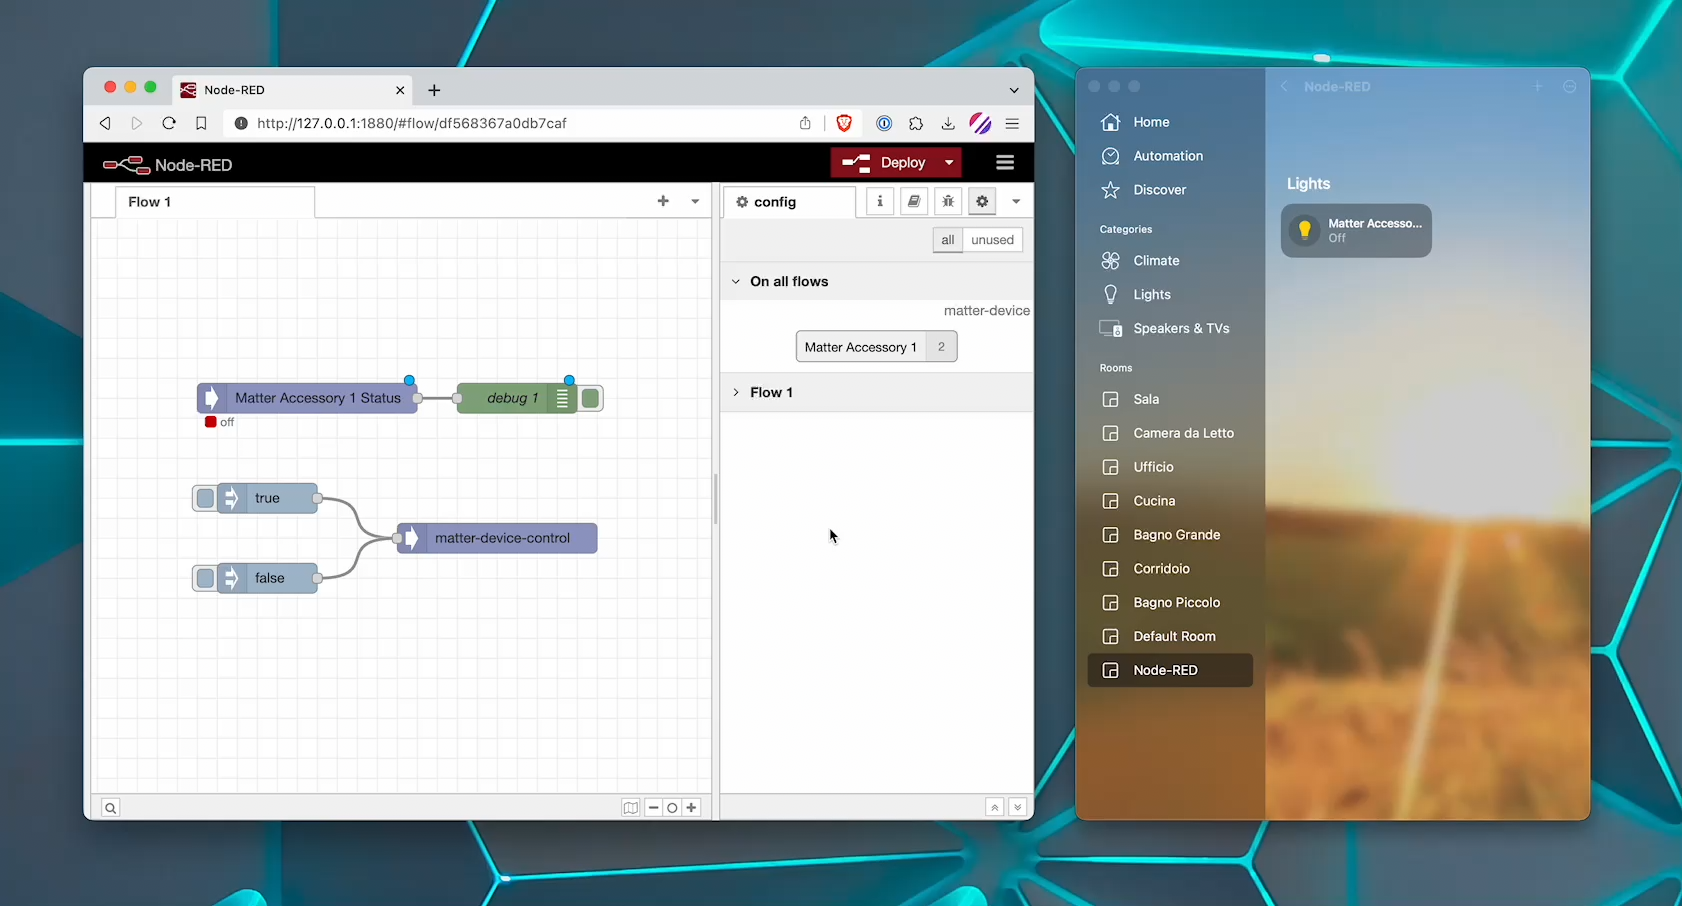 Node-RED
http://127.0.0.1:1880/#flow/df568367a0db7caf
Node-RED
Deploy
Flow 1
config
all
unused
On all flows
matter-device
Matter Accessory 1
2
Flow 1
Matter Accessory 1 Status
debug 1
off
true
matter-device-control
false
Home
Automation
Discover
Categories
Climate
Lights
Speakers & TVs
Rooms
Sala
Camera da Letto
Ufficio
Cucina
Bagno Grande
Corridoio
Bagno Piccolo
Default Room
Node-RED
Node-RED
Lights
Matter Accesso...
Off